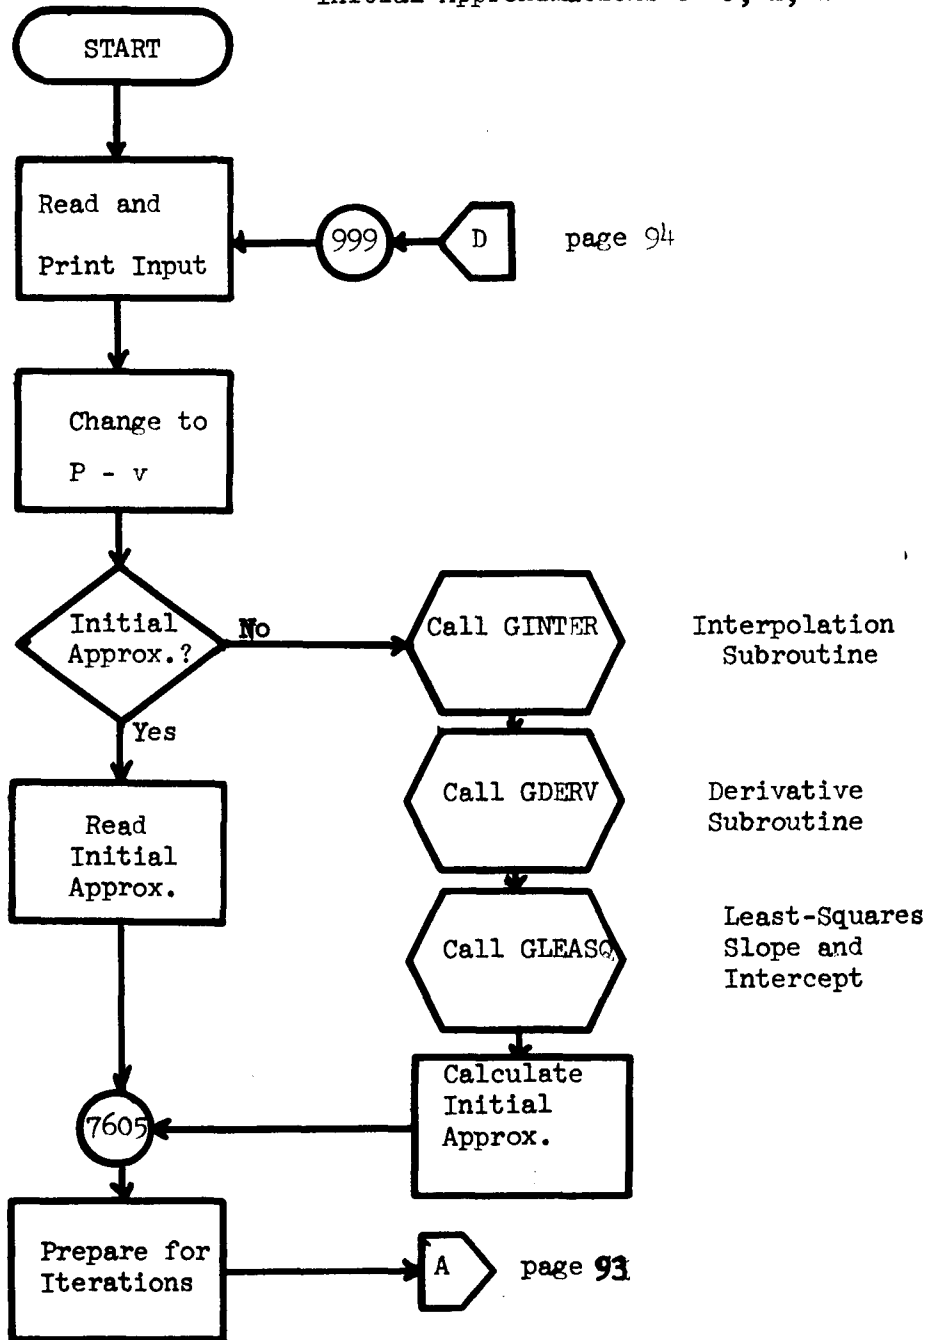 START
Read and
Print Input
999
D
page 94
Change to
P - v
Initial
Approx.?
No
Yes
Call GINTER
Interpolation
Subroutine
Call GDERV
Derivative
Subroutine
Read
Initial
Approx.
Call GLEASQ
Least-Squares
Slope and
Intercept
Calculate
Initial
Approx.
7605
Prepare for
Iterations
A
page 93